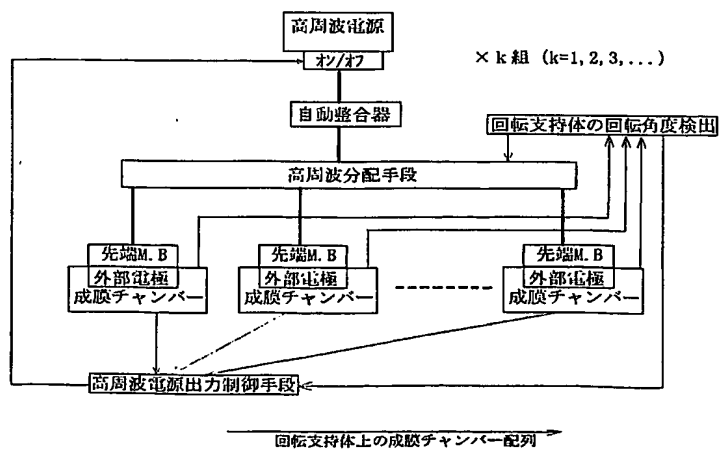 高周波電源
オン/オフ
× k 組 (k=1, 2, 3, ...)
自動整合器
回転支持体の回転角度検出
高周波分配手段
先端M.B
先端M.B
先端M.B
外部電極
外部電極
外部電極
成膜チャンバー
成膜チャンバー
成膜チャンバー
高周波電源出力制御手段
回転支持体上の成膜チャンバー配列